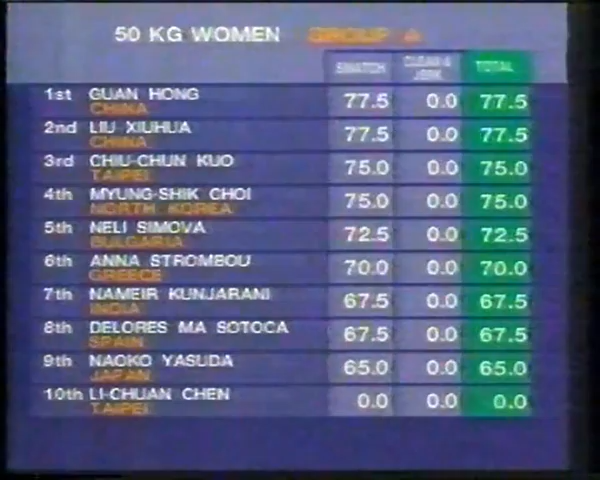 50 KG WOMEN GROUP A
SNATCH CLEAN & JERK TOTAL
1st GUAN HONG 77.5 0.0 77.5
CHINA
2nd LIU XIUHUA 77.5 0.0 77.5
CHINA
3rd CHIU-CHUN KUO 75.0 0.0 75.0
TAIPEI
4th MYUNG-SHIK CHOI 75.0 0.0 75.0
NORTH KOREA
5th NELI SIMOVA 72.5 0.0 72.5
BULGARIA
6th ANNA STROMBOU 70.0 0.0 70.0
GREECE
7th NAMEIR KUNJARANI 67.5 0.0 67.5
INDIA
8th DELORES MA SOTOCA 67.5 0.0 67.5
SPAIN
9th NAOKO YASUDA 65.0 0.0 65.0
JAPAN
10th LI-CHUAN CHEN 0.0 0.0 0.0
TAIPEI